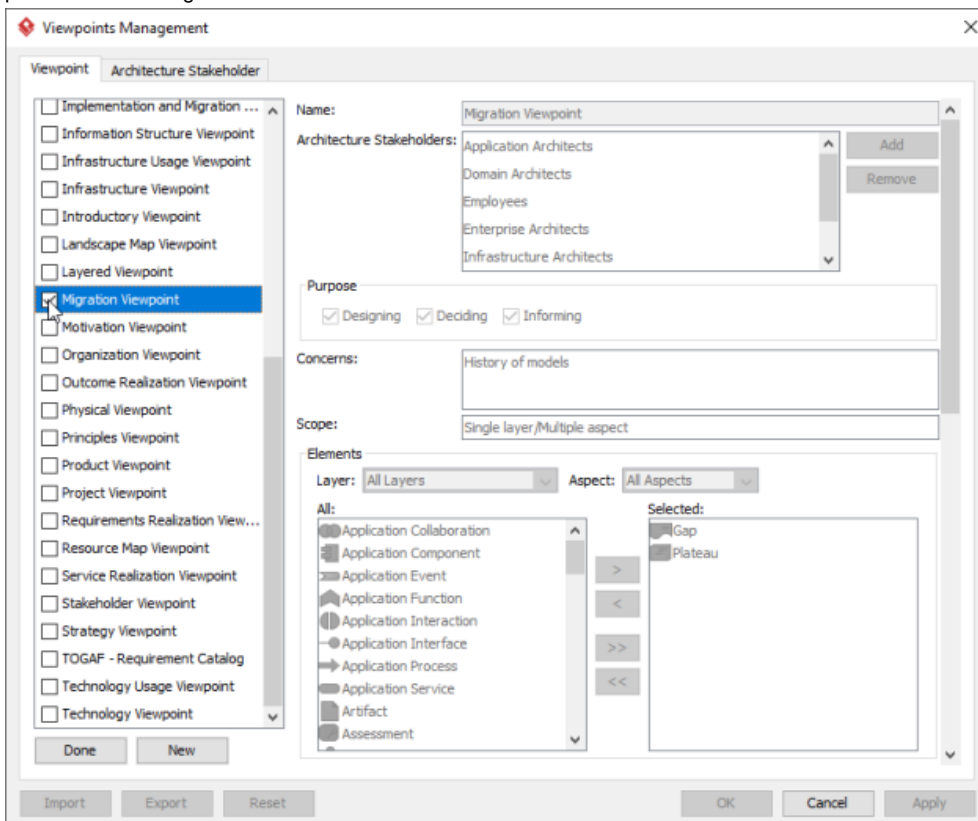 Viewpoints Management
Viewpoint Architecture Stakeholder
Implementation and Migration ...
Information Structure Viewpoint
Infrastructure Usage Viewpoint
Infrastructure Viewpoint
Introductory Viewpoint
Landscape Map Viewpoint
Layered Viewpoint
Migration Viewpoint
Motivation Viewpoint
Organization Viewpoint
Outcome Realization Viewpoint
Physical Viewpoint
Principles Viewpoint
Product Viewpoint
Project Viewpoint
Requirements Realization View...
Resource Map Viewpoint
Service Realization Viewpoint
Stakeholder Viewpoint
Strategy Viewpoint
TOGAF - Requirement Catalog
Technology Usage Viewpoint
Technology Viewpoint
Done New
Name: Migration Viewpoint
Architecture Stakeholders:
Application Architects
Domain Architects
Employees
Enterprise Architects
Infrastructure Architects
Add
Remove
Purpose
Designing Deciding Informing
Concerns: History of models
Scope: Single layer/Multiple aspect
Elements
Layer: All Layers Aspect: All Aspects
All:
Application Collaboration
Application Component
Application Event
Application Function
Application Interaction
Application Interface
Application Process
Application Service
Artifact
Assessment
>
<
>>
<<
Selected:
Gap
Plateau
Import Export Reset OK Cancel Apply